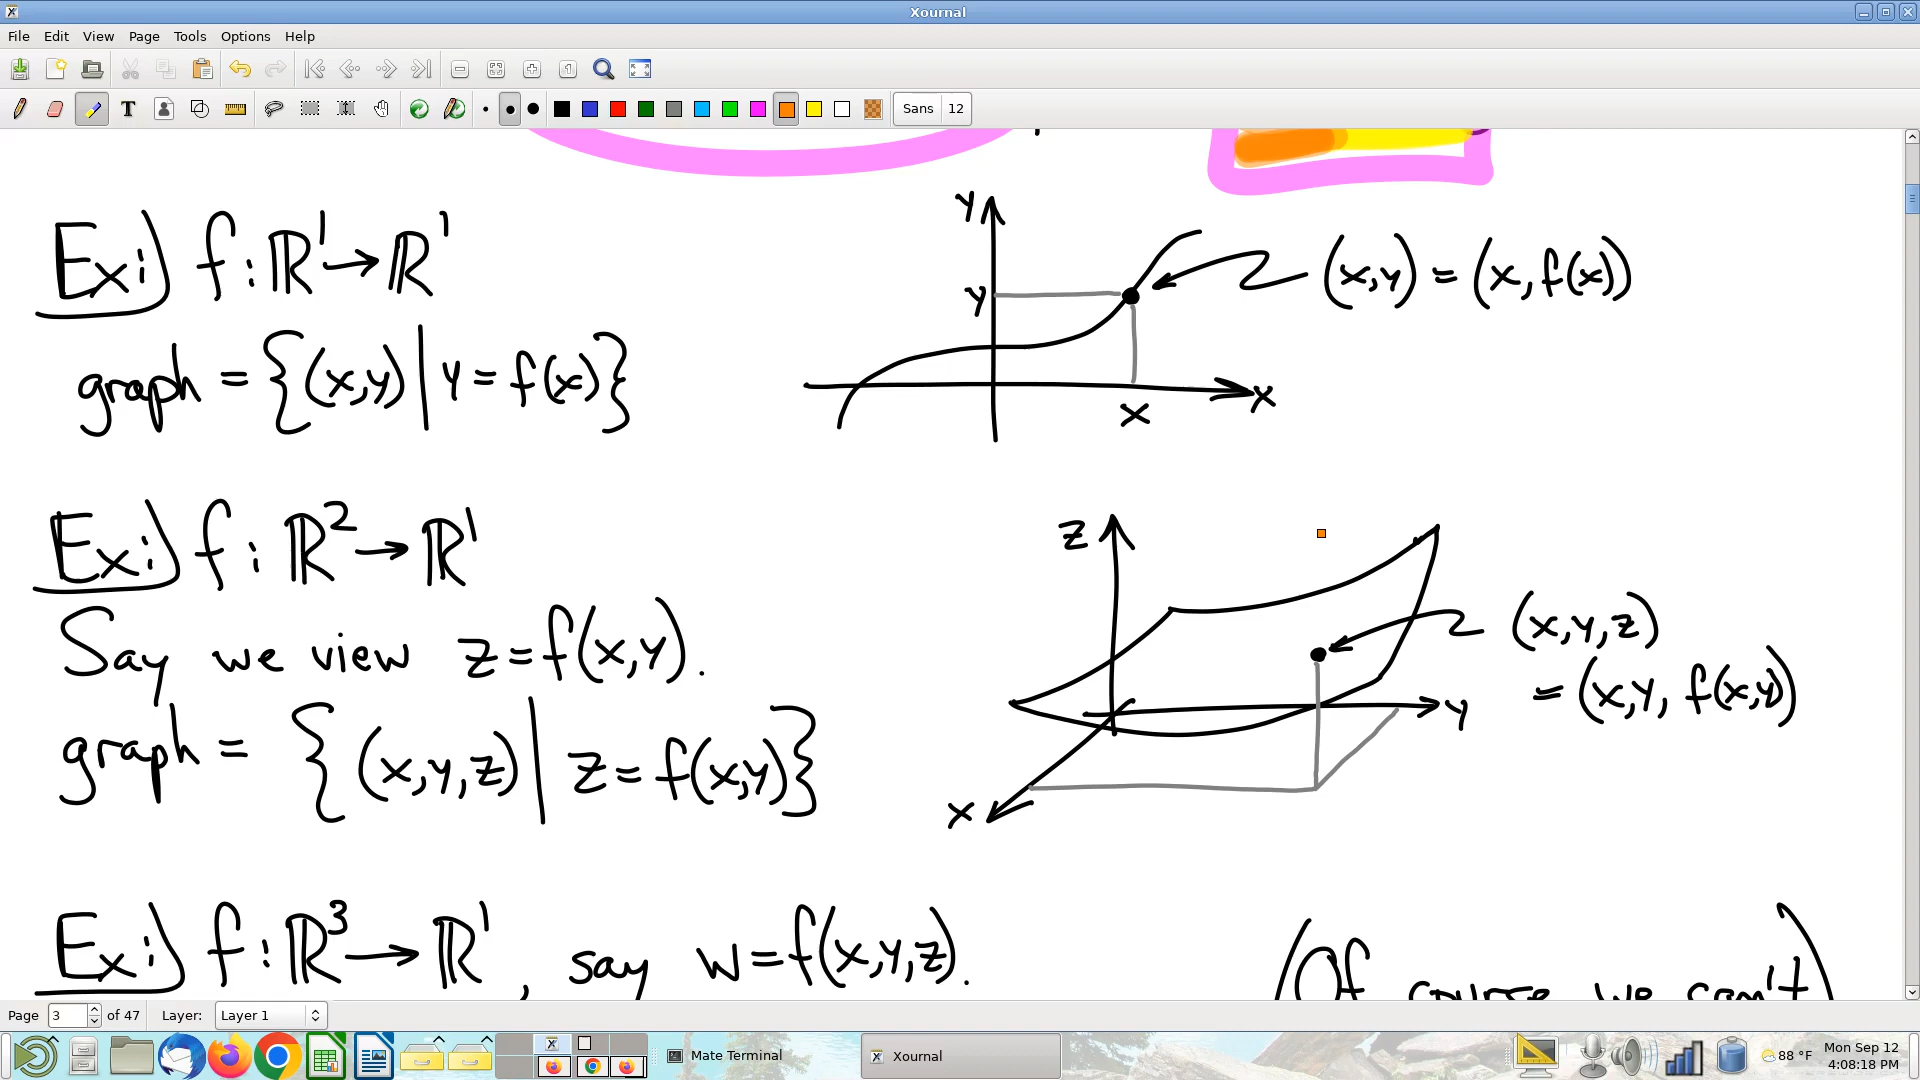 Xournal
File Edit View Page Tools Options Help
Sans 12
Ex:) f: ℝ¹→ℝ¹
graph = {(x,y) | y = f(x)}
y
y
x
x
(x,y) = (x, f(x))
Ex:) f: ℝ²→ℝ¹
Say we view z = f(x,y).
graph = {(x,y,z) | z = f(x,y)}
z
y
x
(x,y,z)
= (x,y, f(x,y))
Ex:) f: ℝ³→ℝ¹, say w = f(x,y,z).
(Of course we can't)
Page 3 of 47 Layer: Layer 1
Mate Terminal
Xournal
88 °F
Mon Sep 12
4:08:18 PM